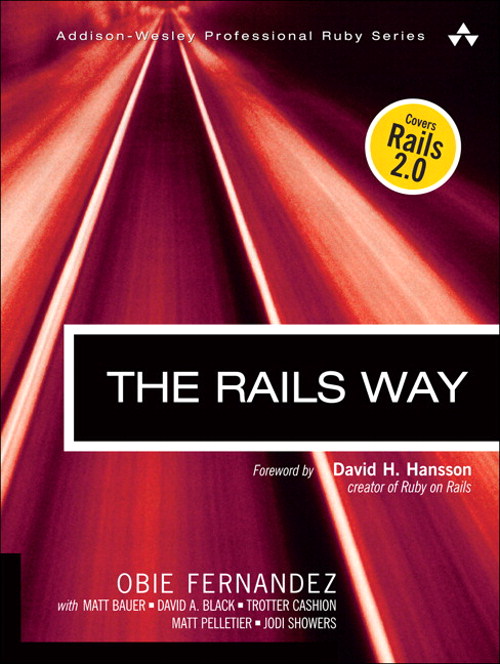 Addison-Wesley Professional Ruby Series
Covers
Rails
2.0
THE RAILS WAY
Foreword by David H. Hansson
creator of Ruby on Rails
OBIE FERNANDEZ
with MATT BAUER ■ DAVID A. BLACK ■ TROTTER CASHION
MATT PELLETIER ■ JODI SHOWERS